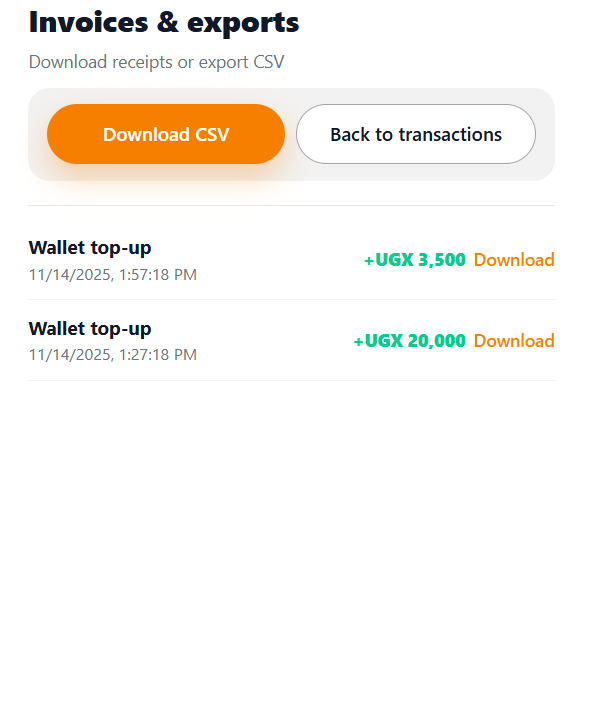 Invoices & exports
Download receipts or export CSV
Download CSV
Back to transactions
Wallet top-up
11/14/2025, 1:57:18 PM
+UGX 3,500 Download
Wallet top-up
11/14/2025, 1:27:18 PM
+UGX 20,000 Download